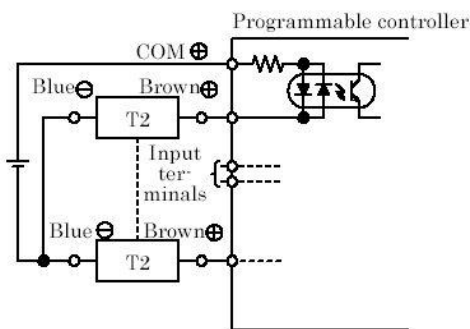 Programmable controller
COM ⊕
Blue ⊖ Brown ⊕
T2
Input
ter-
minals
Blue ⊖ Brown ⊕
T2